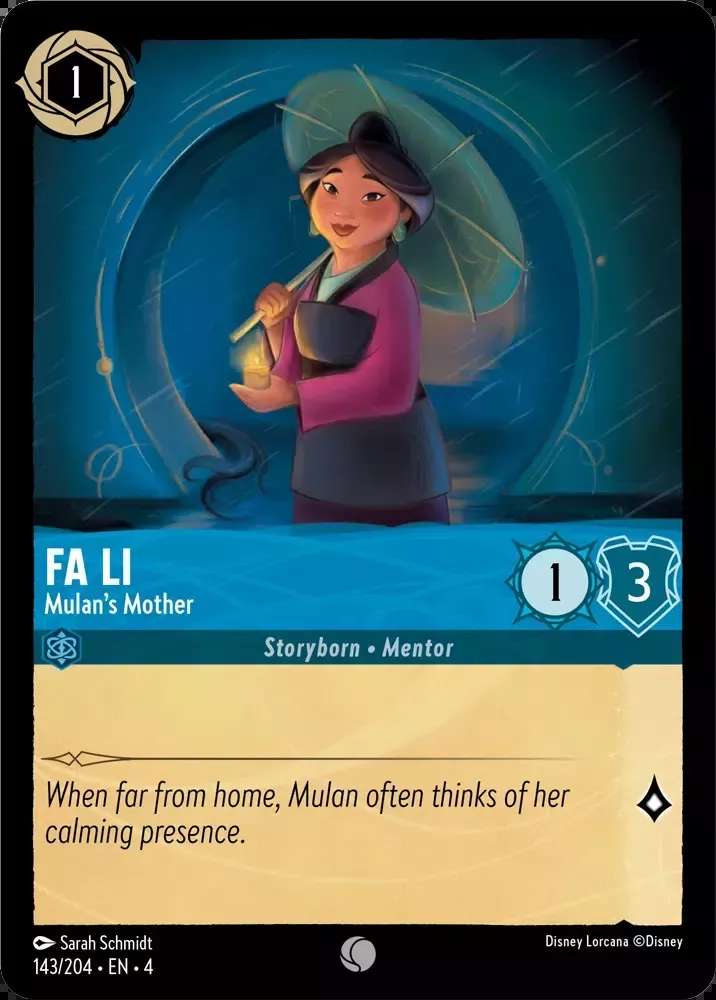 1
FA LI
Mulan's Mother
1 3
Storyborn • Mentor
When far from home, Mulan often thinks of her
calming presence.
Sarah Schmidt
Disney Lorcana ©Disney
143/204 • EN • 4